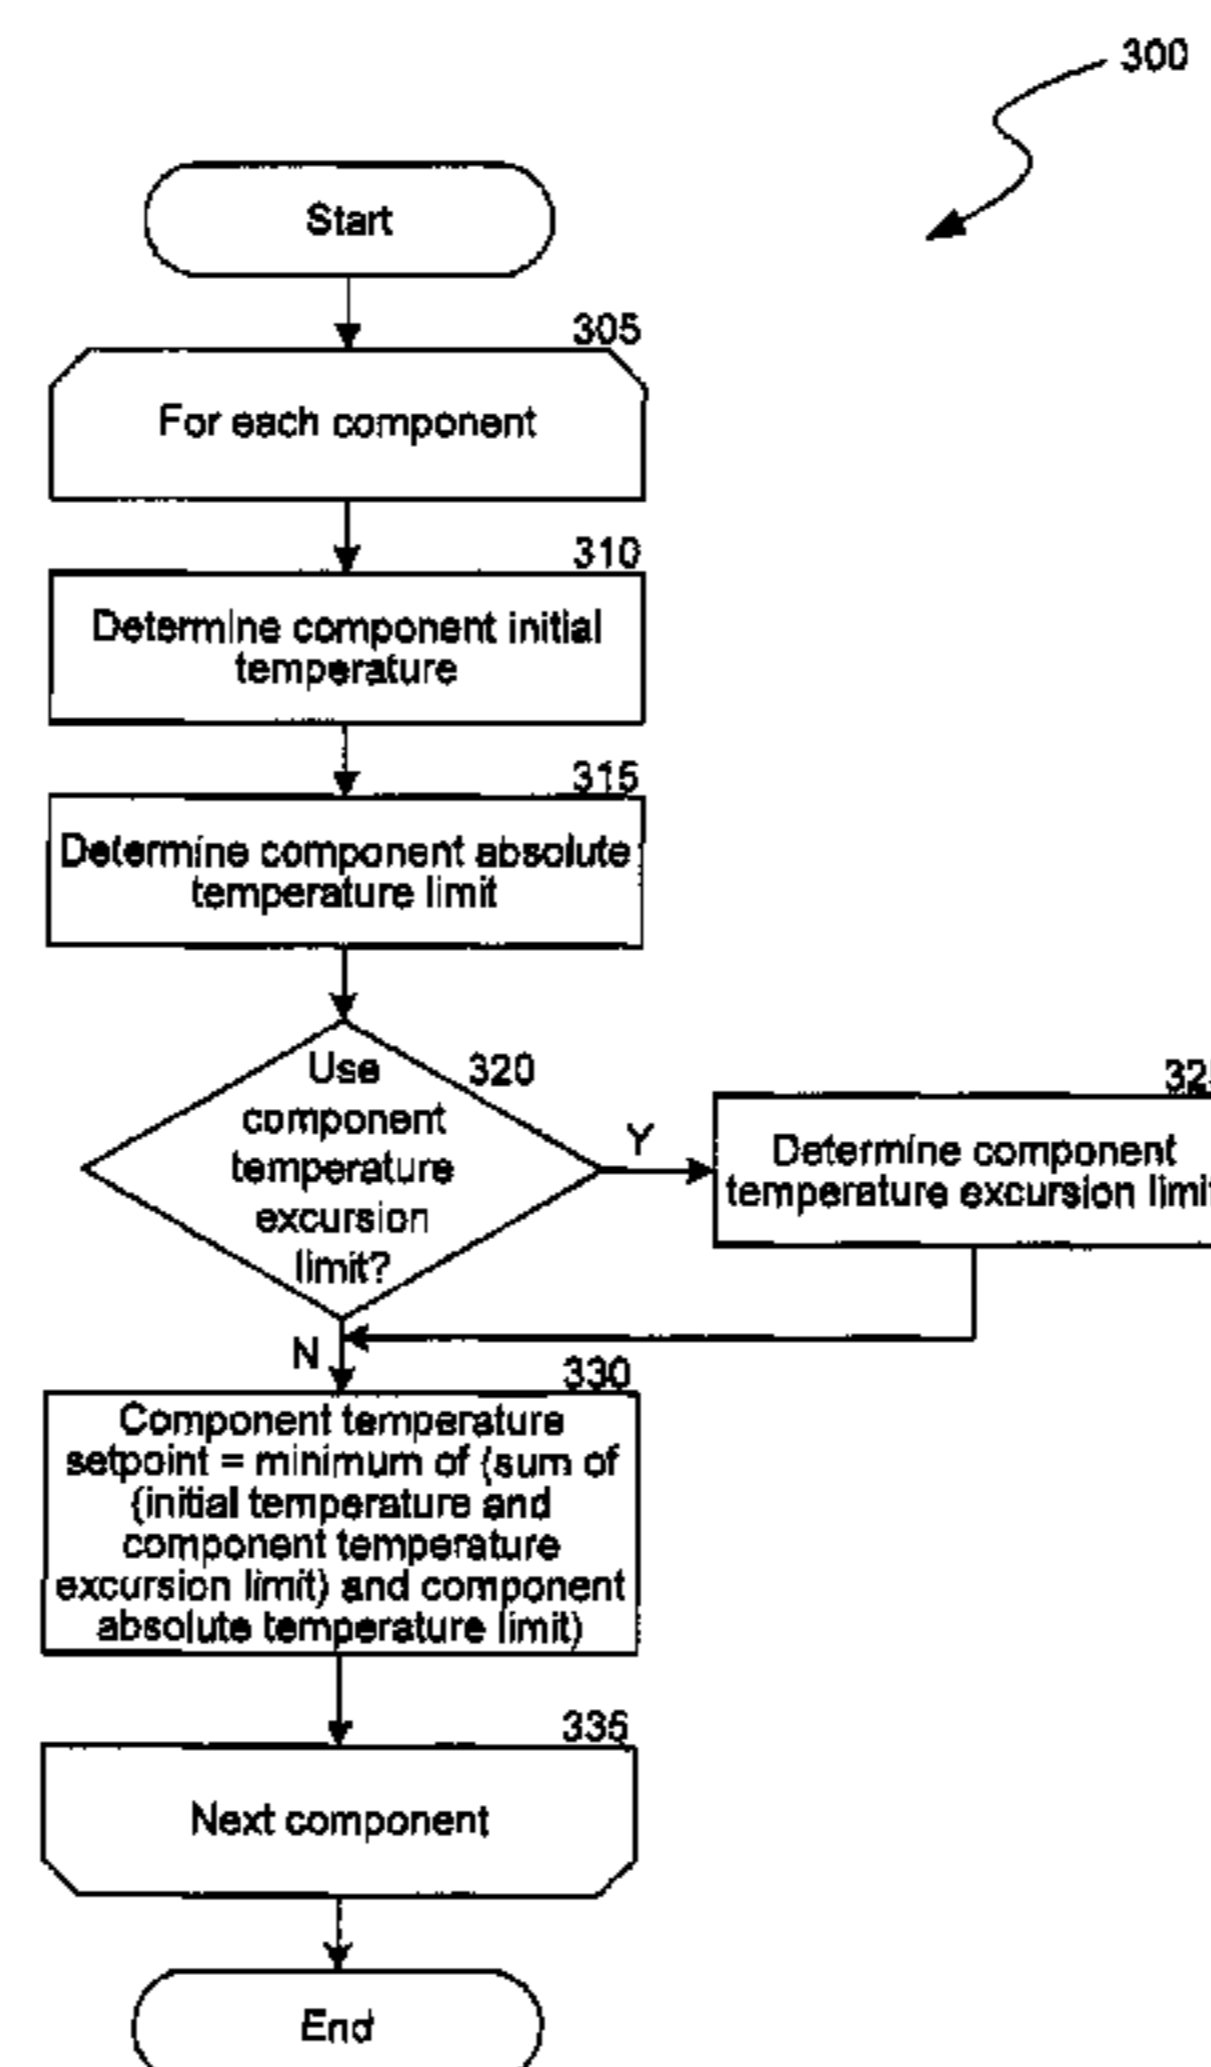 300
Start
305
For each component
310
Determine component initial
temperature
315
Determine component absolute
temperature limit
Use
320
component
temperature
excursion
limit?
Y
Determine component
temperature excursion limit
N
330
Component temperature
setpoint = minimum of (sum of
(initial temperature and
component temperature
excursion limit) and component
absolute temperature limit)
335
Next component
End